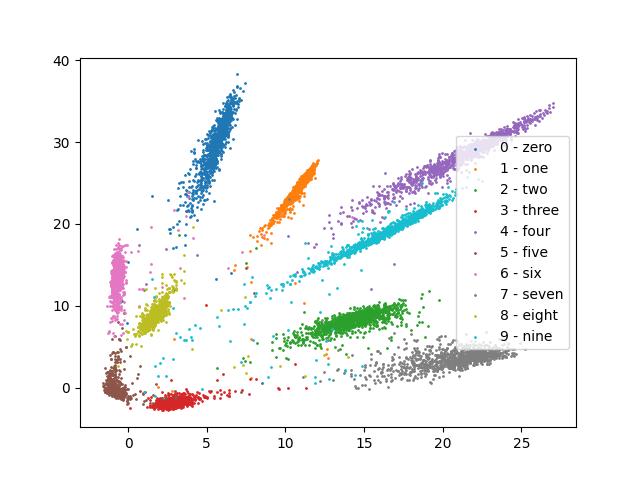 40
30
20
10
0
0 5 10 15 20 25
0 - zero
1 - one
2 - two
3 - three
4 - four
5 - five
6 - six
7 - seven
8 - eight
9 - nine